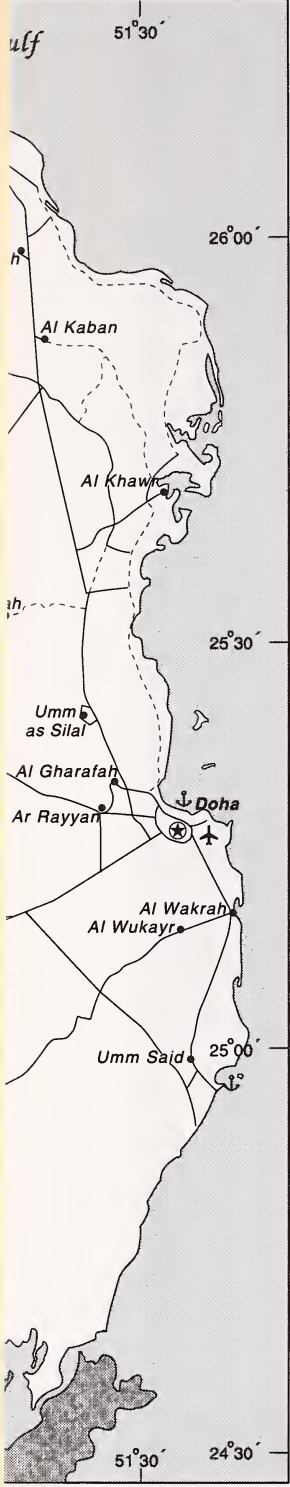 51°30´
ulf
26°00´
h
Al Kaban
Al Khawr
ah
25°30´
Umm
as Silal
Al Gharafah
Doha
Ar Rayyan
Al Wakrah
Al Wukayr
Umm Said
25°00´
51°30´
24°30´